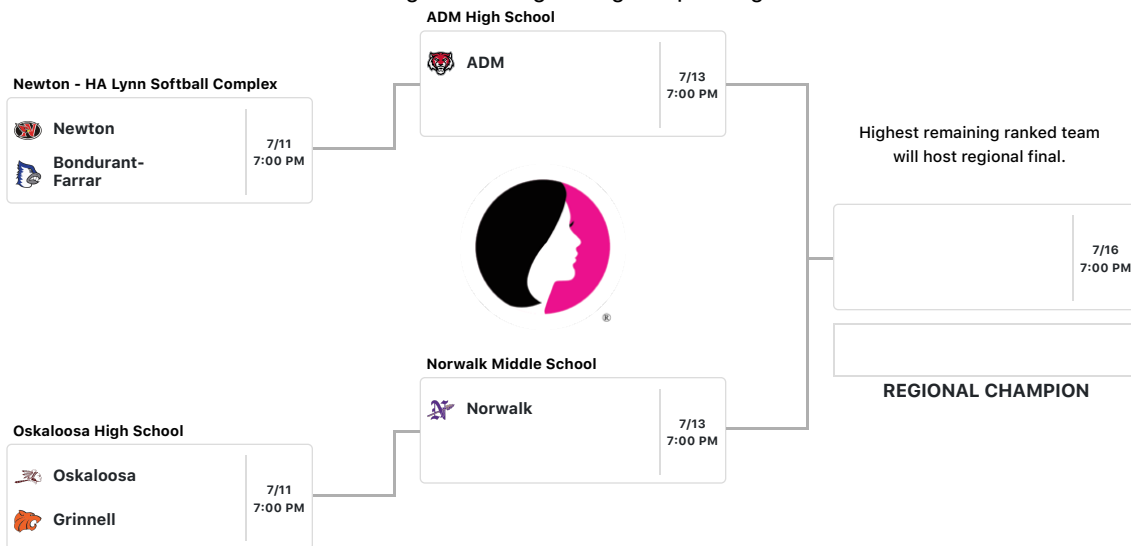 ADM High School
ADM
7/13
7:00 PM
Newton - HA Lynn Softball Complex
Newton
Bondurant-
Farrar
7/11
7:00 PM
Highest remaining ranked team
will host regional final.
7/16
7:00 PM
REGIONAL CHAMPION
®
Norwalk Middle School
Norwalk
7/13
7:00 PM
Oskaloosa High School
Oskaloosa
Grinnell
7/11
7:00 PM